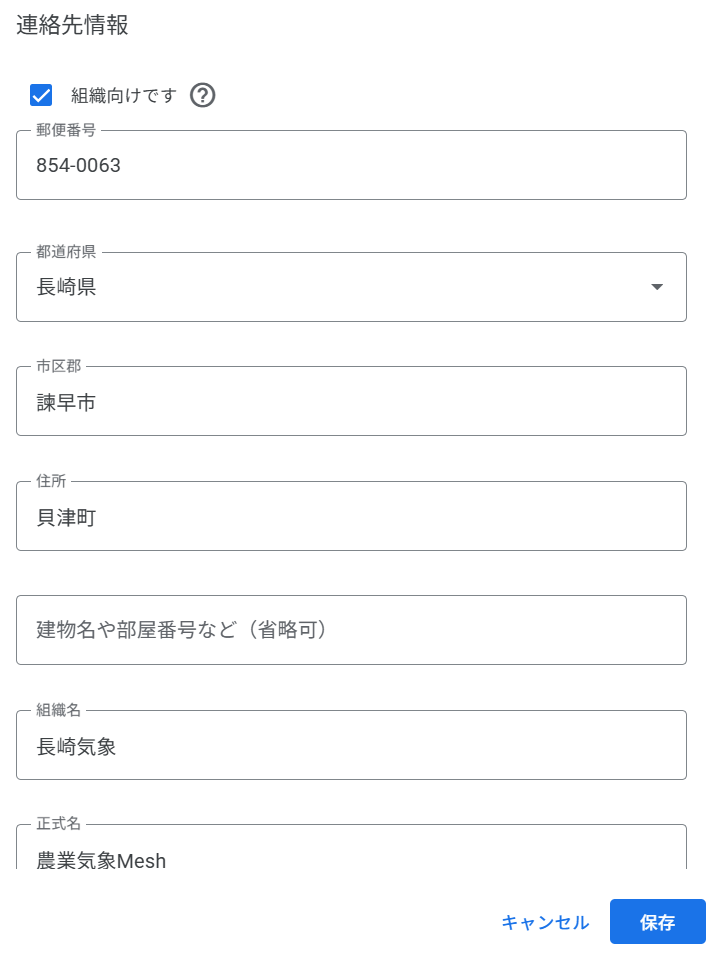 連絡先情報
組織向けです
郵便番号
854-0063
都道府県
長崎県
市区郡
諫早市
住所
貝津町
建物名や部屋番号など（省略可）
組織名
長崎気象
正式名
農業気象Mesh
キャンセル
保存